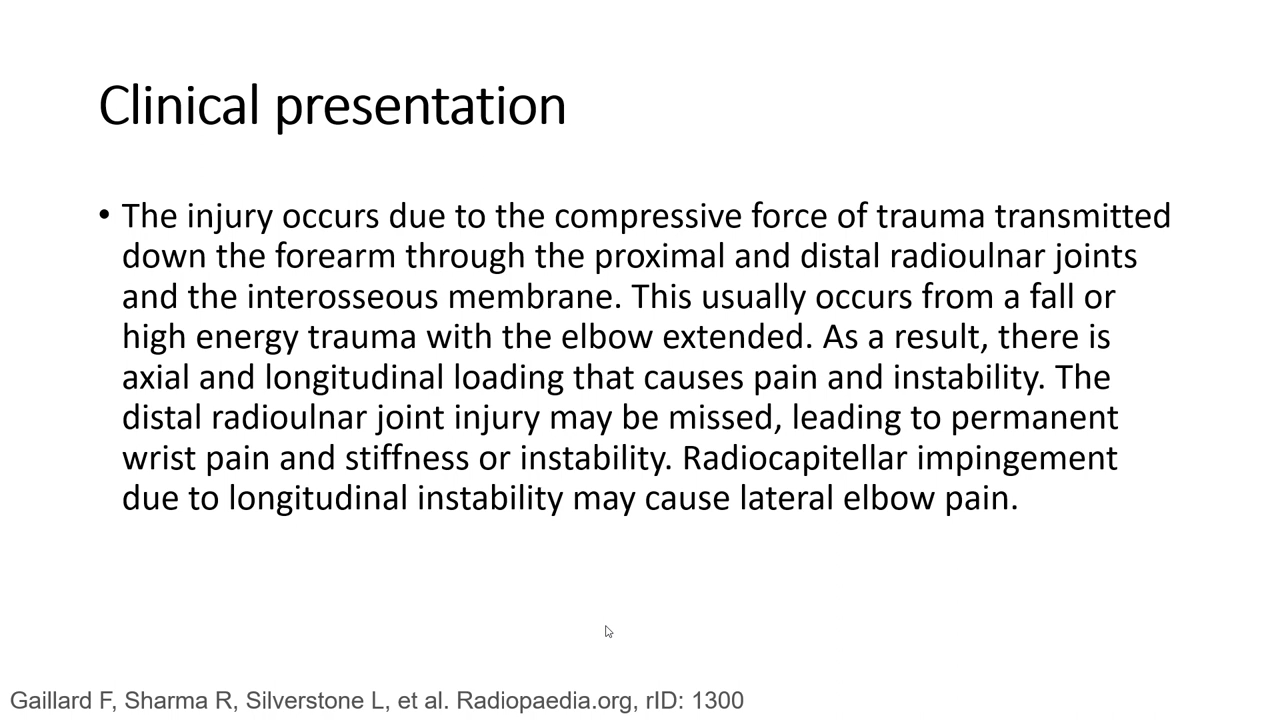 Clinical presentation
• The injury occurs due to the compressive force of trauma transmitted
down the forearm through the proximal and distal radioulnar joints
and the interosseous membrane. This usually occurs from a fall or
high energy trauma with the elbow extended. As a result, there is
axial and longitudinal loading that causes pain and instability. The
distal radioulnar joint injury may be missed, leading to permanent
wrist pain and stiffness or instability. Radiocapitellar impingement
due to longitudinal instability may cause lateral elbow pain.
Gaillard F, Sharma R, Silverstone L, et al. Radiopaedia.org, rID: 1300